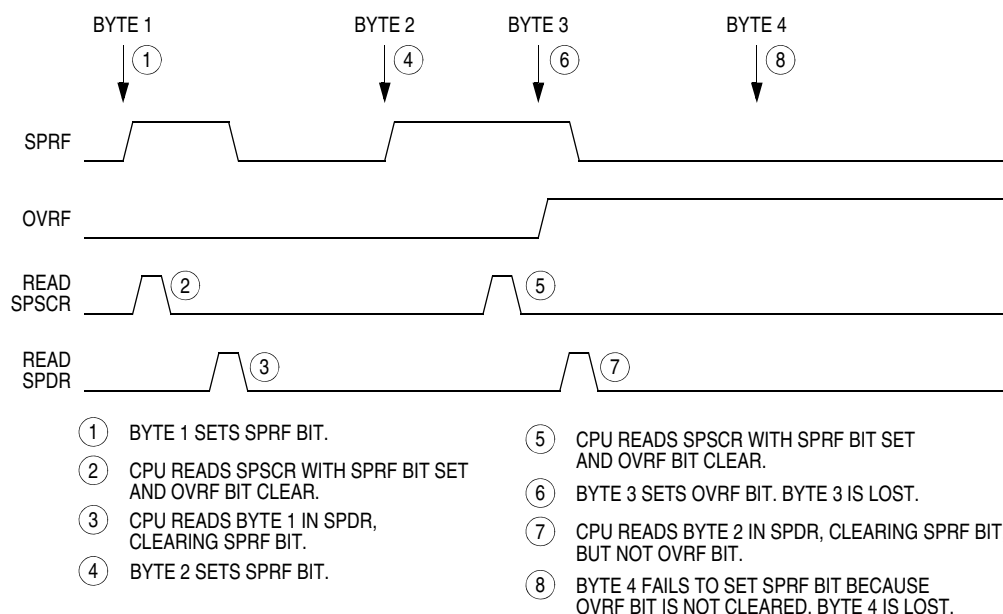 BYTE 1 BYTE 2 BYTE 3 BYTE 4
1 4 6 8
SPRF
OVRF
READ
SPSCR
2 5
READ
SPDR
3 7
1 BYTE 1 SETS SPRF BIT.
2 CPU READS SPSCR WITH SPRF BIT SET
AND OVRF BIT CLEAR.
3 CPU READS BYTE 1 IN SPDR,
CLEARING SPRF BIT.
4 BYTE 2 SETS SPRF BIT.
5 CPU READS SPSCR WITH SPRF BIT SET
AND OVRF BIT CLEAR.
6 BYTE 3 SETS OVRF BIT. BYTE 3 IS LOST.
7 CPU READS BYTE 2 IN SPDR, CLEARING SPRF BIT
BUT NOT OVRF BIT.
8 BYTE 4 FAILS TO SET SPRF BIT BECAUSE
OVRF BIT IS NOT CLEARED. BYTE 4 IS LOST.